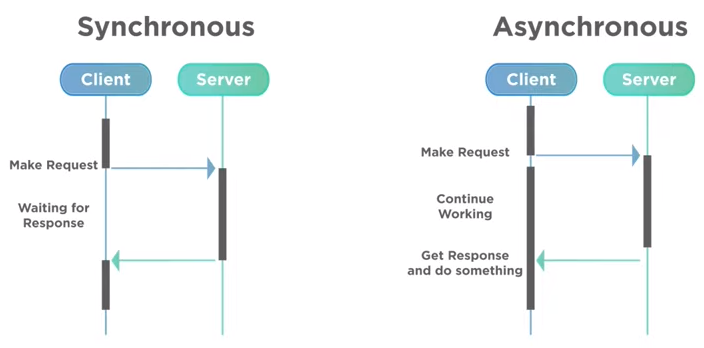 Synchronous
Client
Server
Make Request
Waiting for
Response
Asynchronous
Client
Server
Make Request
Continue
Working
Get Response
and do something